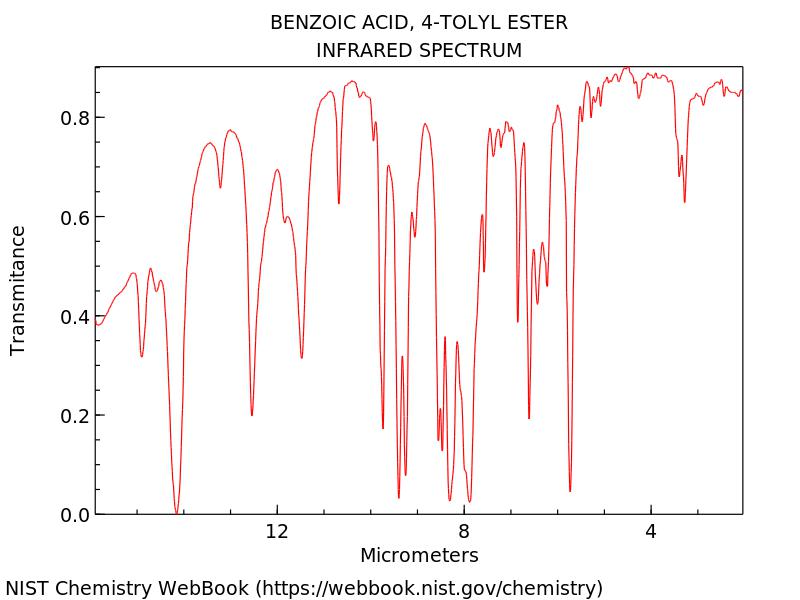 BENZOIC ACID, 4-TOLYL ESTER
INFRARED SPECTRUM
Transmitance
0.8
0.6
0.4
0.2
0.0
12
8
4
Micrometers
NIST Chemistry WebBook (https://webbook.nist.gov/chemistry)